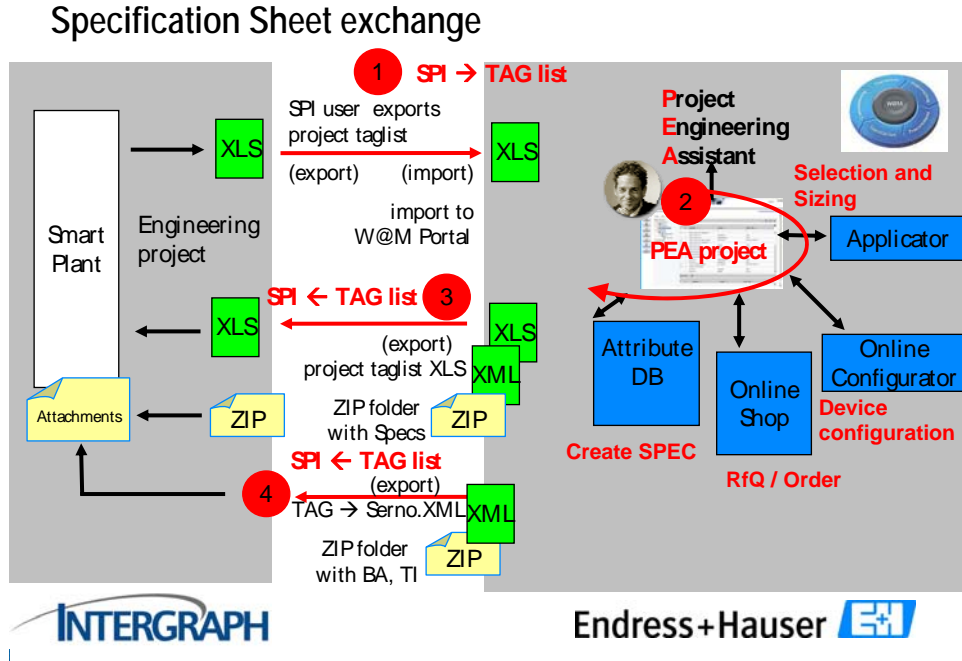 Specification Sheet exchange
1
SPI → TAG list
SPI user exports
project taglist
(export) (import)
XLS
XLS
import to
W@M Portal
Smart
Plant
Engineering
project
Project
Engineering
Assistant
W@M
Selection and
Sizing
2
PEA project
Applicator
SPI ← TAG list
3
XLS
(export)
project taglist XLS
XLS
XML
Attachments
ZIP
ZIP folder
with Specs
ZIP
Attribute
DB
Online
Shop
Online
Configurator
Device
configuration
Create SPEC
RfQ / Order
SPI ← TAG list
4
(export)
TAG → Serno.XML
XML
ZIP folder
with BA, TI
ZIP
INTERGRAPH
Endress+Hauser
EH